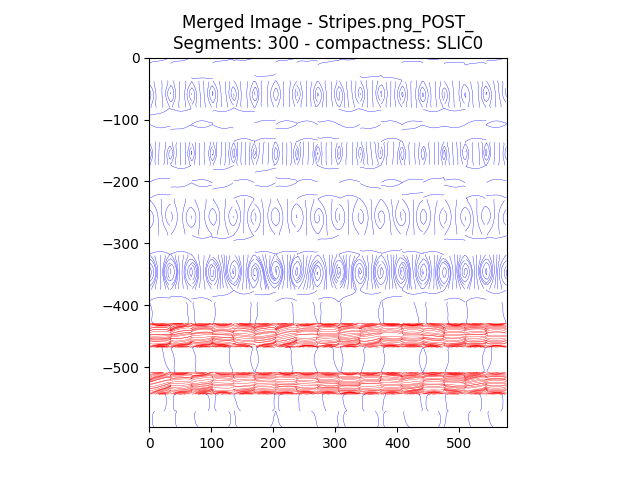 Merged Image - Stripes.png_POST_
Segments: 300 - compactness: SLIC0
0
−100
−200
−300
−400
−500
0 100 200 300 400 500